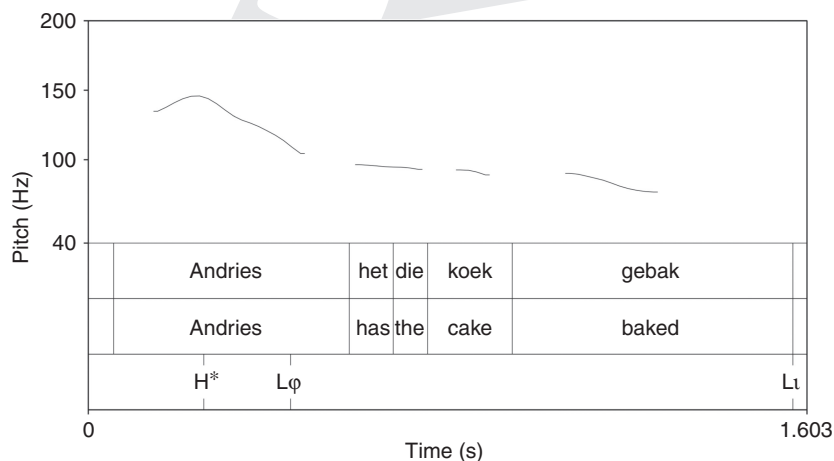 200
150
100
40
Pitch (Hz)
Andries het die koek gebak
Andries has the cake baked
H* Lφ Lι
0 1.603
Time (s)